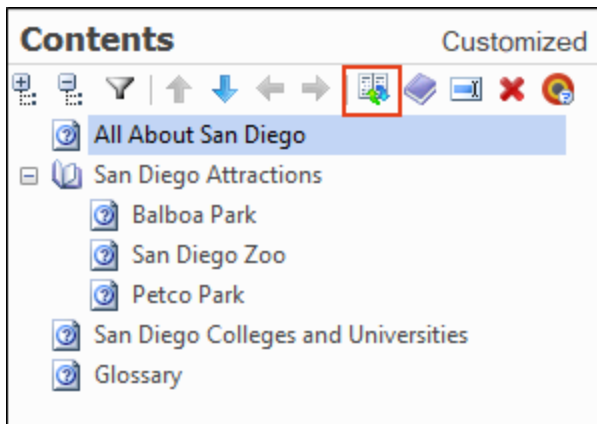 Contents Customized
All About San Diego
San Diego Attractions
Balboa Park
San Diego Zoo
Petco Park
San Diego Colleges and Universities
Glossary